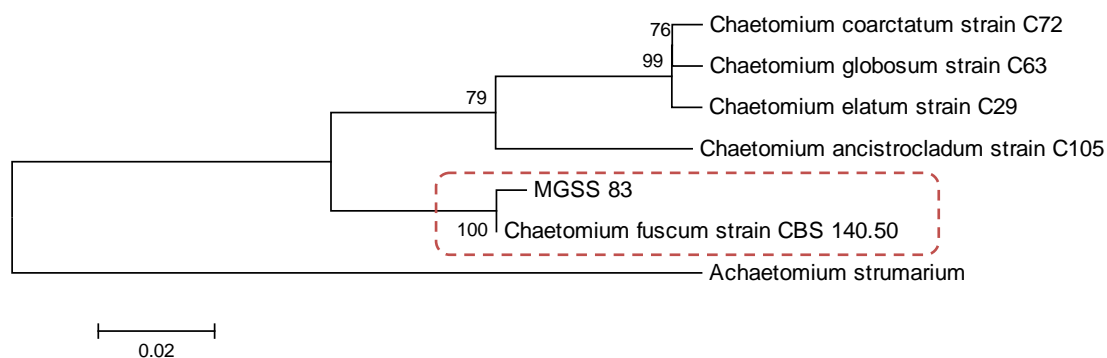 76
Chaetomium coarctatum strain C72
99
Chaetomium globosum strain C63
79
Chaetomium elatum strain C29
Chaetomium ancistrocladum strain C105
MGSS 83
100
Chaetomium fuscum strain CBS 140.50
Achaetomium strumarium
0.02